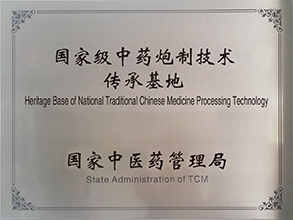 国家级中药炮制技术
传承基地
Heritage Base of National Traditional Chinese Medicine Processing Technology
国家中医药管理局
State Administration of TCM